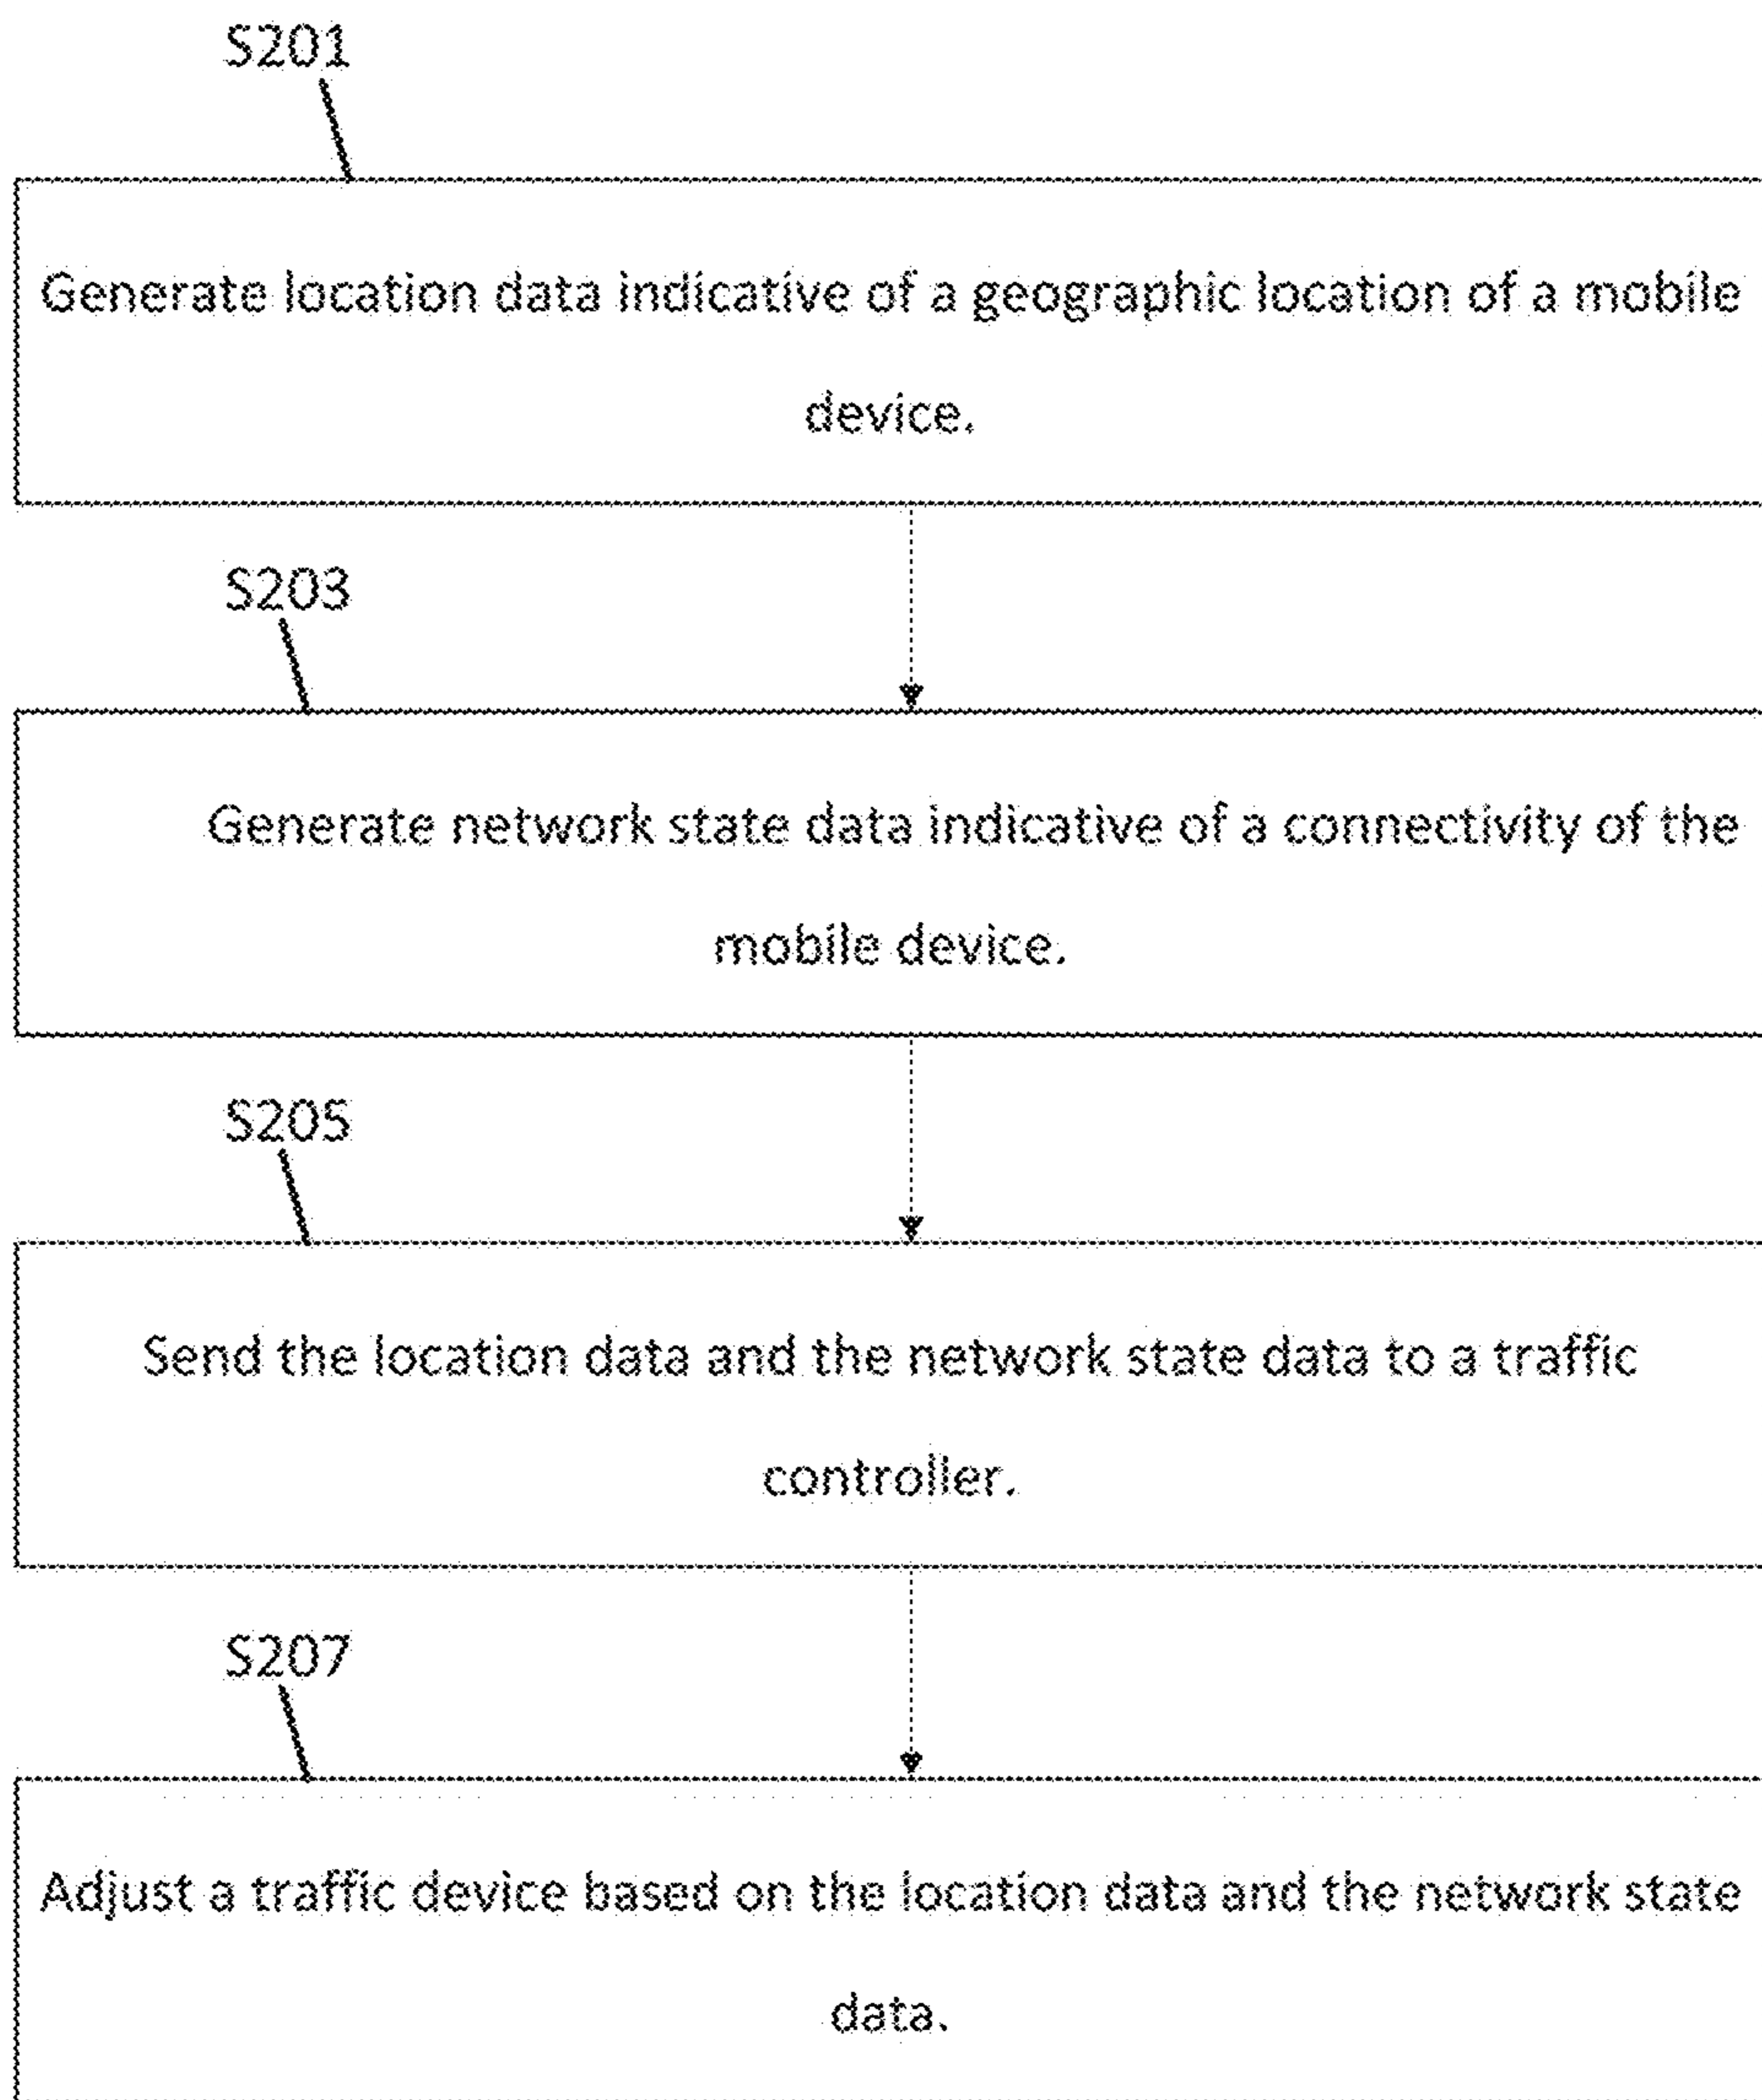 S201
Generate location data indicative of a geographic location of a mobile
device.
S203
Generate network state data indicative of a connectivity of the
mobile device.
S205
Send the location data and the network state data to a traffic
controller.
S207
Adjust a traffic device based on the location data and the network state
data.